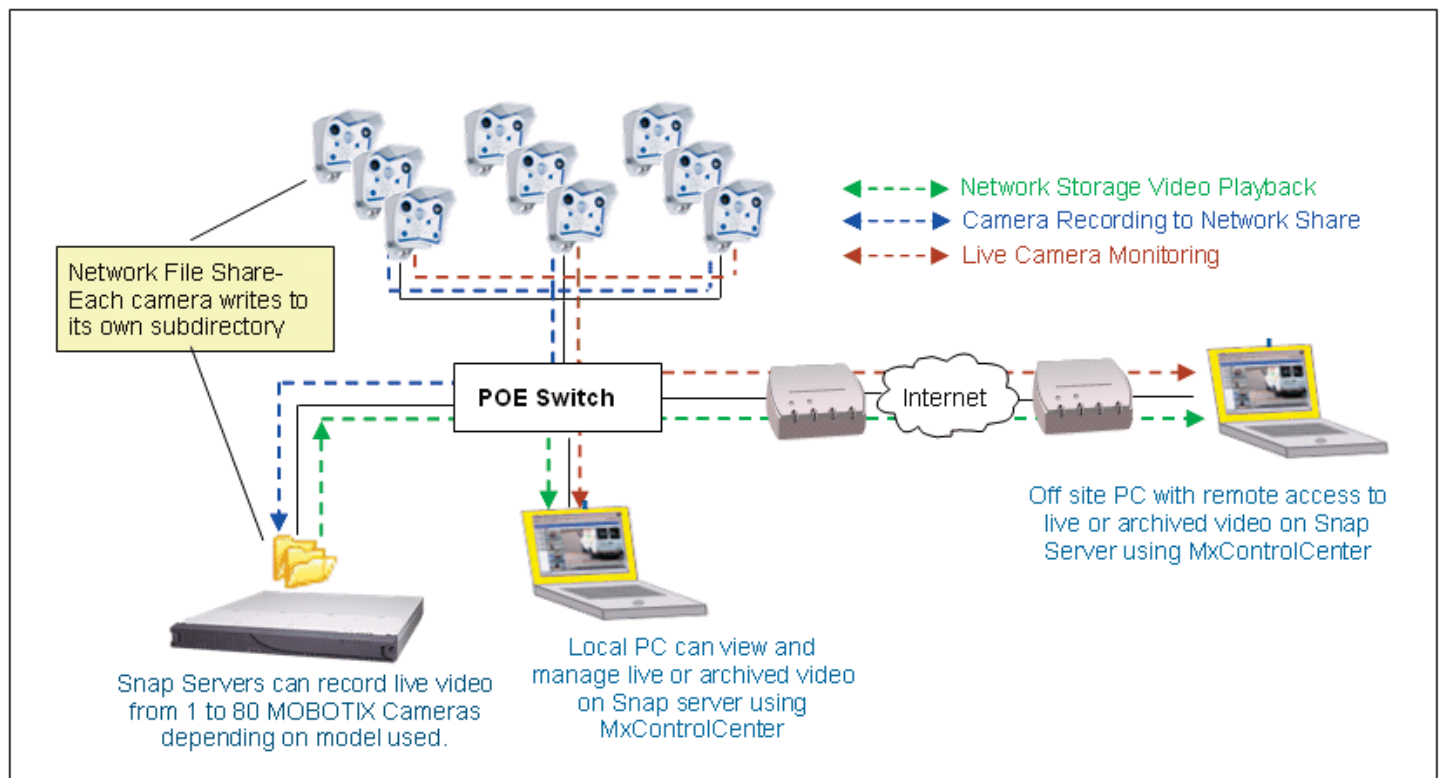 Network Storage Video Playback
Camera Recording to Network Share
Live Camera Monitoring
Network File Share-
Each camera writes to
its own subdirectory
POE Switch
Internet
Off site PC with remote access to
live or archived video on Snap
Server using MxControlCenter
Local PC can view and
manage live or archived video
on Snap server using
MxControlCenter
Snap Servers can record live video
from 1 to 80 MOBOTIX Cameras
depending on model used.